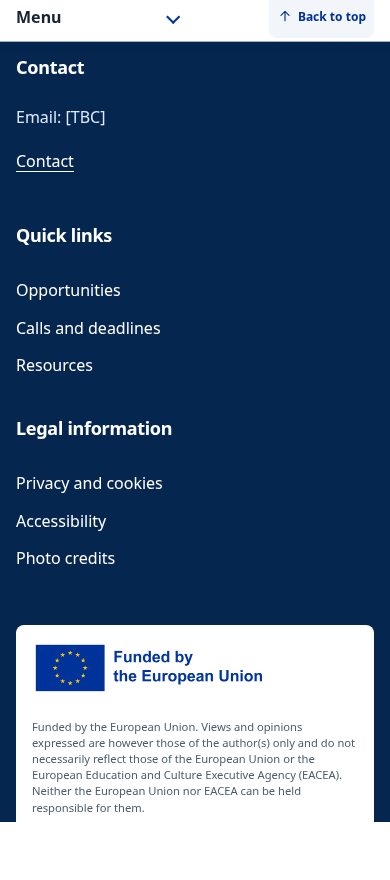 Menu
Back to top
Contact
Email: [TBC]
Contact
Quick links
Opportunities
Calls and deadlines
Resources
Legal information
Privacy and cookies
Accessibility
Photo credits
Funded by
the European Union
Funded by the European Union. Views and opinions
expressed are however those of the author(s) only and do not
necessarily reflect those of the European Union or the
European Education and Culture Executive Agency (EACEA).
Neither the European Union nor EACEA can be held
responsible for them.